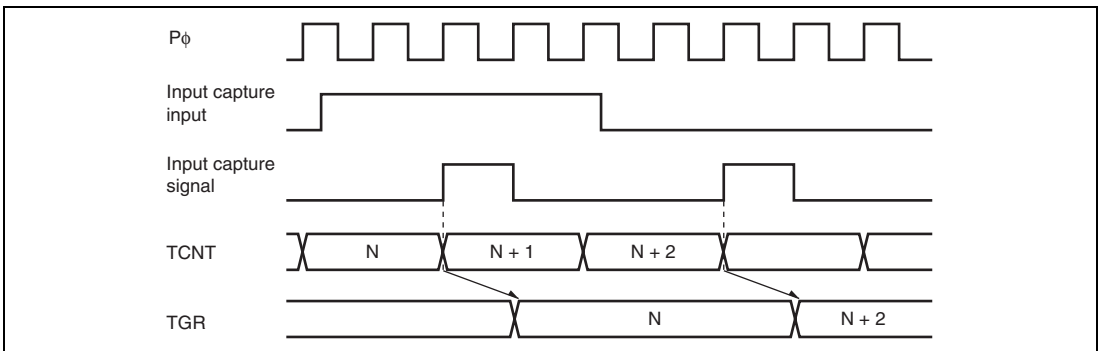 Pϕ
Input capture
input
Input capture
signal
TCNT N N + 1 N + 2
TGR N N + 2